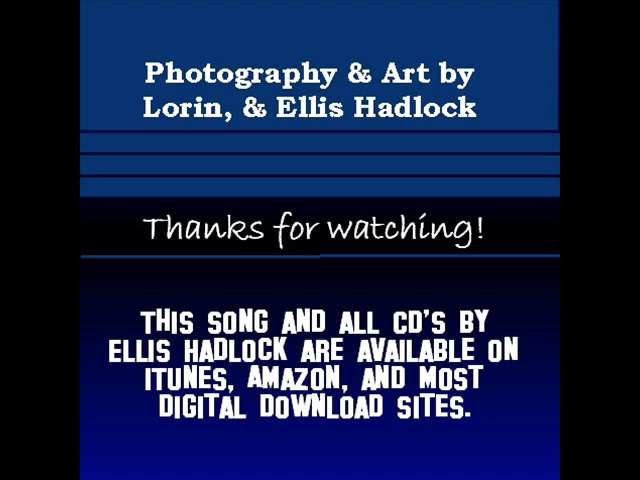 Photography & Art by
Lorin, & Ellis Hadlock
Thanks for watching!
THIS SONG AND ALL CD'S BY
ELLIS HADLOCK ARE AVAILABLE ON
ITUNES, AMAZON, AND MOST
DIGITAL DOWNLOAD SITES.